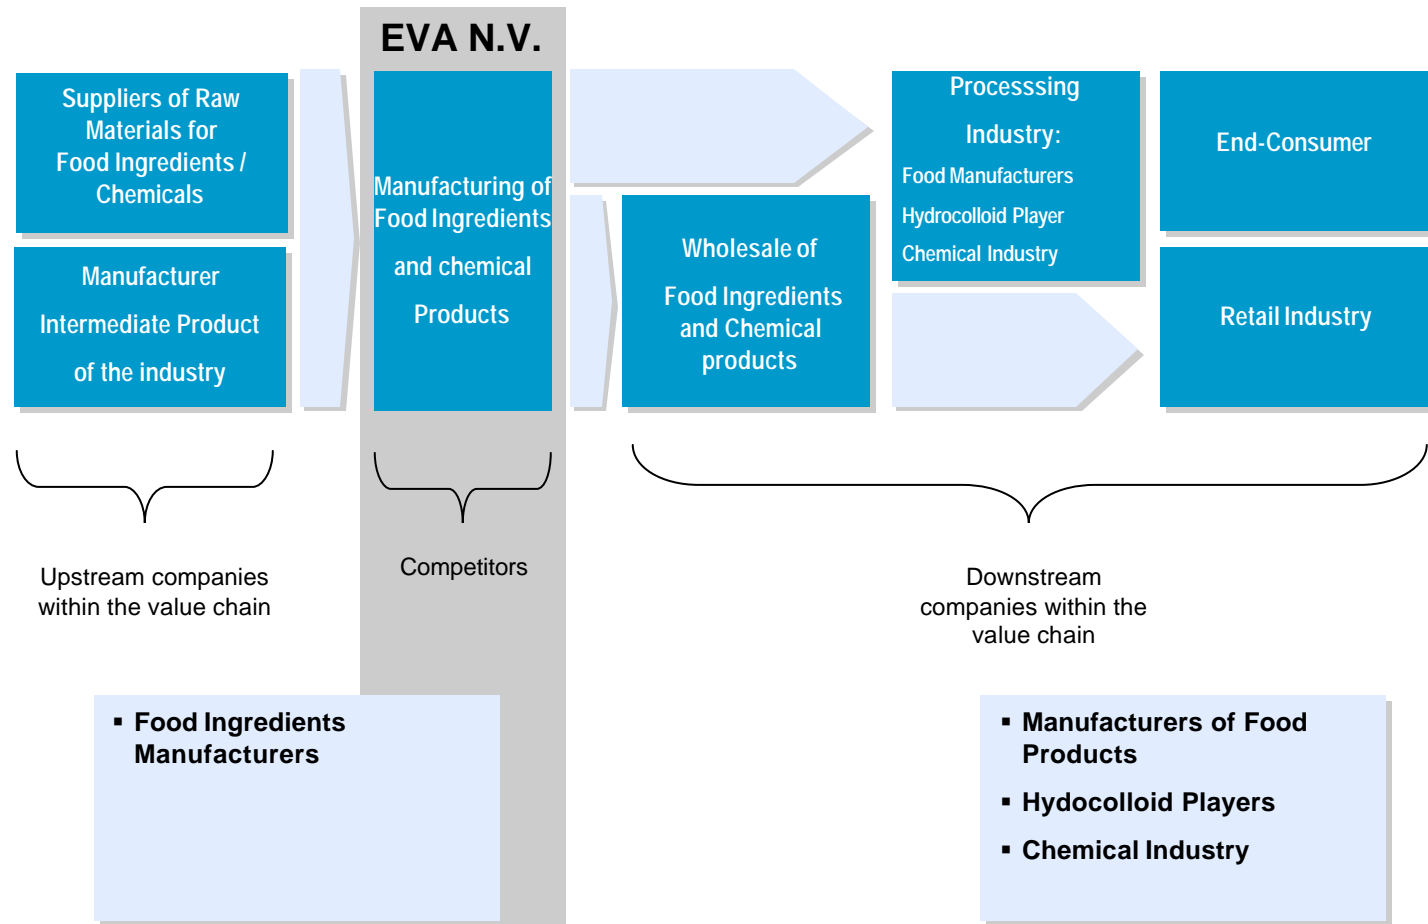 EVA N.V.
Suppliers of Raw
Materials for
Food Ingredients /
Chemicals
Manufacturer
Intermediate Product
of the industry
Manufacturing of
Food Ingredients
and chemical
Products
Wholesale of
Food Ingredients
and Chemical
products
Processsing
Industry:
Food Manufacturers
Hydrocolloid Player
Chemical Industry
End-Consumer
Retail Industry
Upstream companies
within the value chain
Competitors
Downstream
companies within the
value chain
▪ Food Ingredients
Manufacturers
▪ Manufacturers of Food
Products
▪ Hydocolloid Players
▪ Chemical Industry